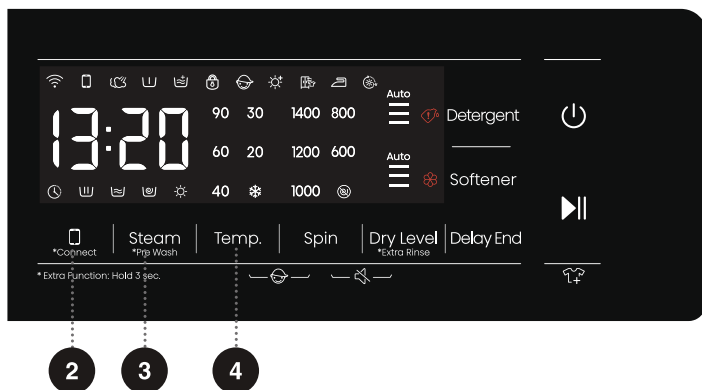 Auto
90 30 1400 800
13:20
Detergent
60 20 1200 600
Auto
Softener
40 1000
Steam Temp. Spin Dry Level Delay End
*Connect *Pre Wash *Extra Rinse
* Extra Function: Hold 3 sec.
2 3 4